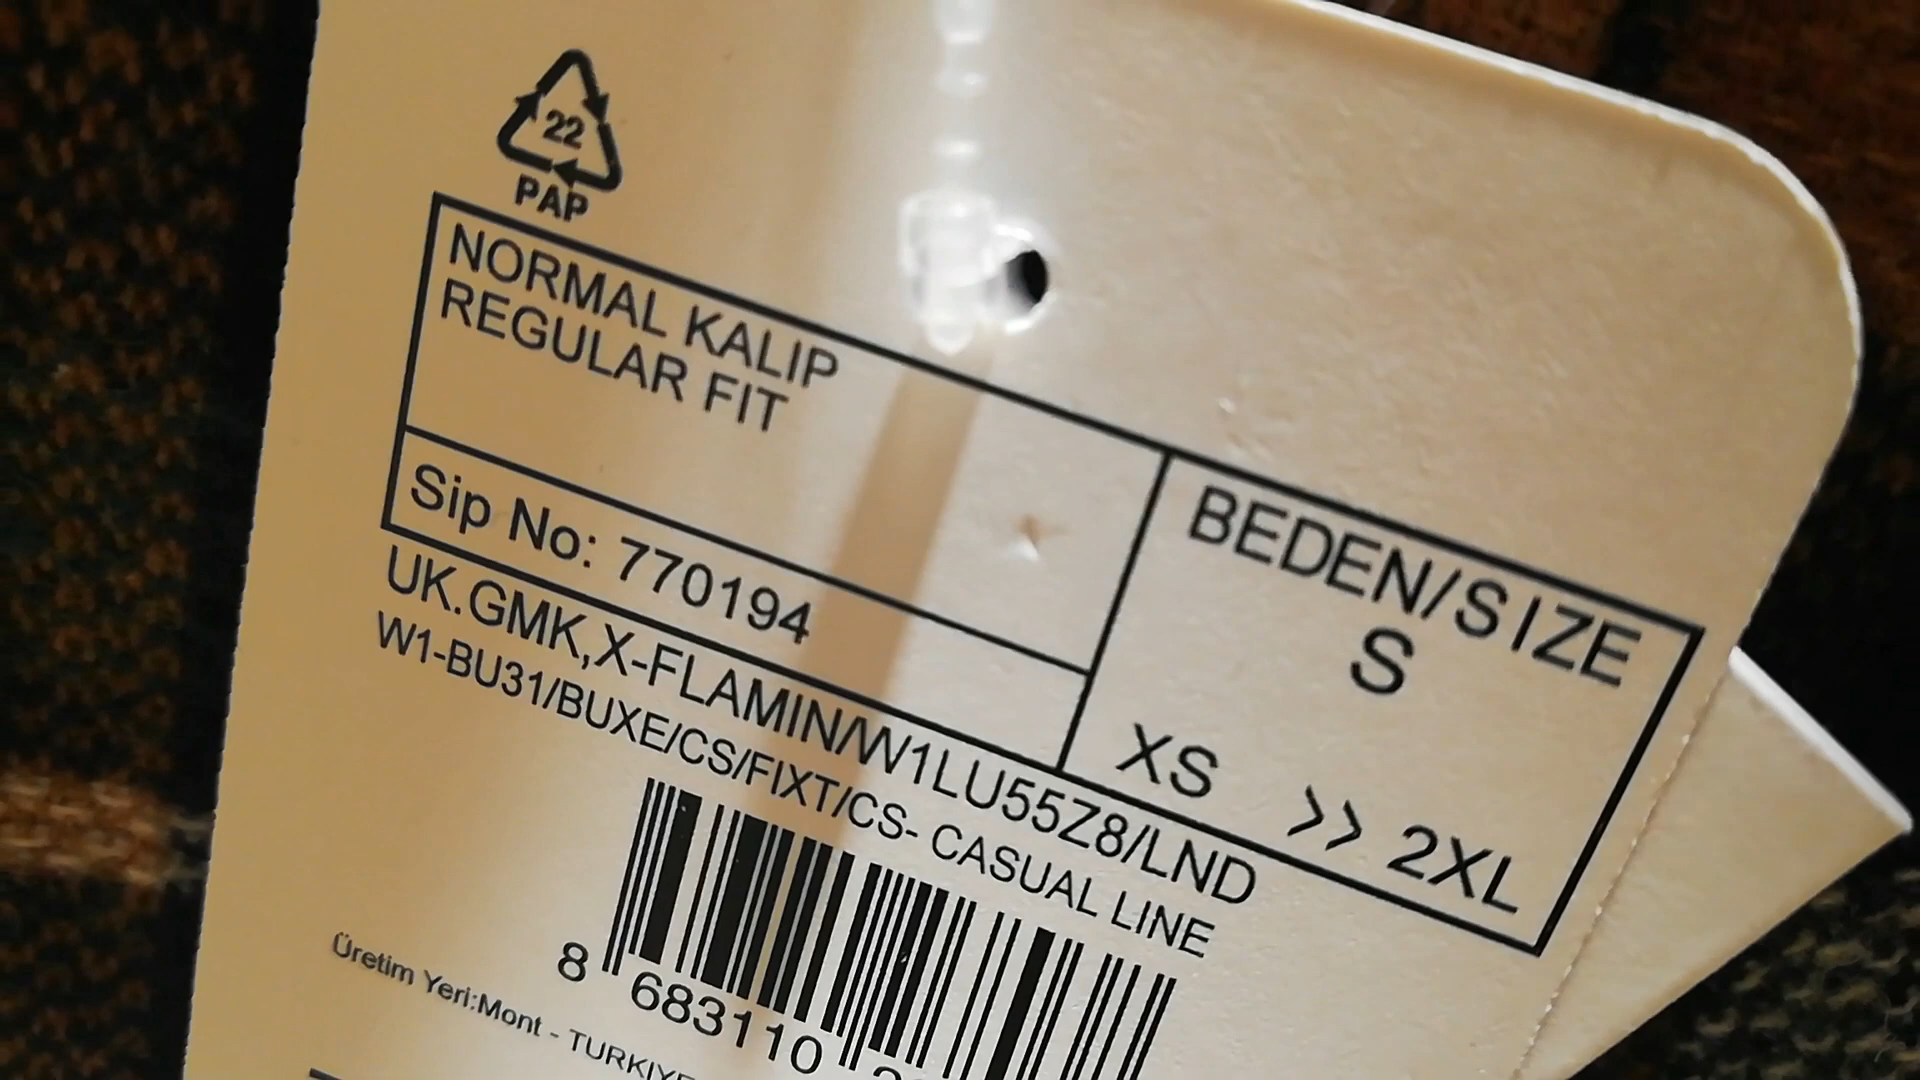 22
PAP
NORMAL KALIP
REGULAR FIT
BEDEN/SIZE
S
XS >> 2XL
Sip No: 770194
UK.GMK,X-FLAMIN/W1LU55Z8/LND
W1-BU31/BUXE/CS/FIXT/CS- CASUAL LINE
8 683110
Üretim Yeri:Mont - TURKIYE